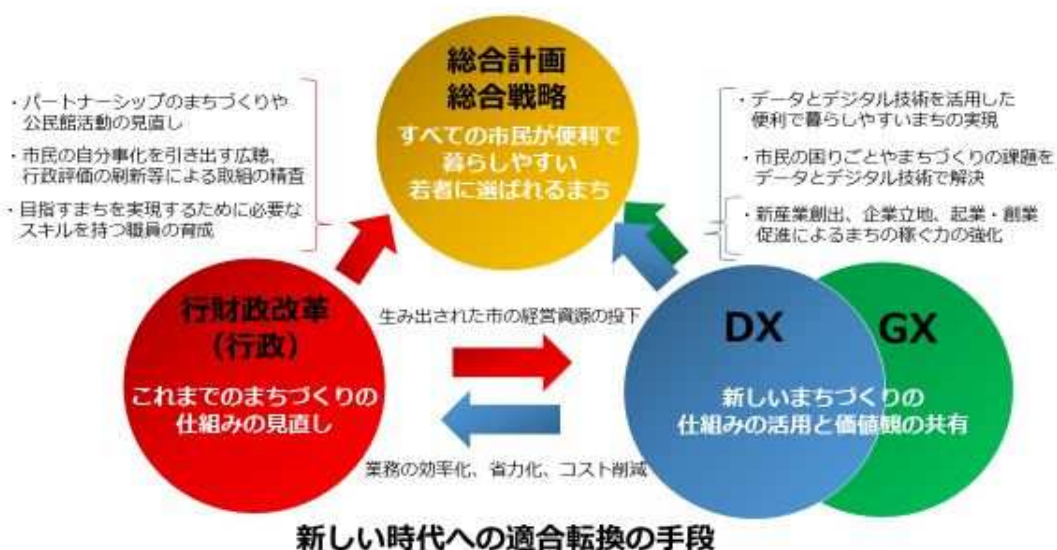 総合計画
総合戦略
すべての市民が便利で
暮らしやすい
若者に選ばれるまち
・パートナーシップのまちづくりや
公民館活動の見直し
・市民の自分事化を引き出す広聴、
行政評価の刷新等による取組の精査
・目指すまちを実現するために必要な
スキルを持つ職員の育成
・データとデジタル技術を活用した
便利で暮らしやすいまちの実現
・市民の困りごとやまちづくりの課題を
データとデジタル技術で解決
・新産業創出、企業立地、起業・創業
促進によるまちの稼ぐ力の強化
行財政改革
（行政）
これまでのまちづくりの
仕組みの見直し
生み出された市の経営資源の投下
業務の効率化、省力化、コスト削減
DX
GX
新しいまちづくりの
仕組みの活用と価値観の共有
新しい時代への適合転換の手段